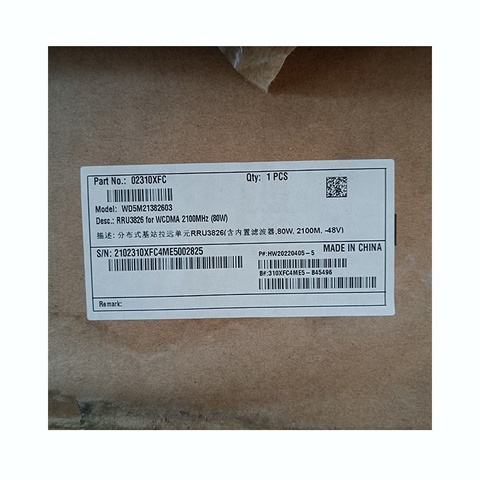 Part No.: 02310XFC Qty: 1 PCS
Model: WD5M21382603
Desc.: RRU3826 for WCDMA 2100MHz (80W)
描述: 分布式基站拉远单元RRU3826(含内置滤波器,80W, 2100M, -48V)
S/N: 2102310XFC4ME5002825
MADE IN CHINA
P#:HW20220405-5
B#:310XFC4ME5-B45496
Remark: